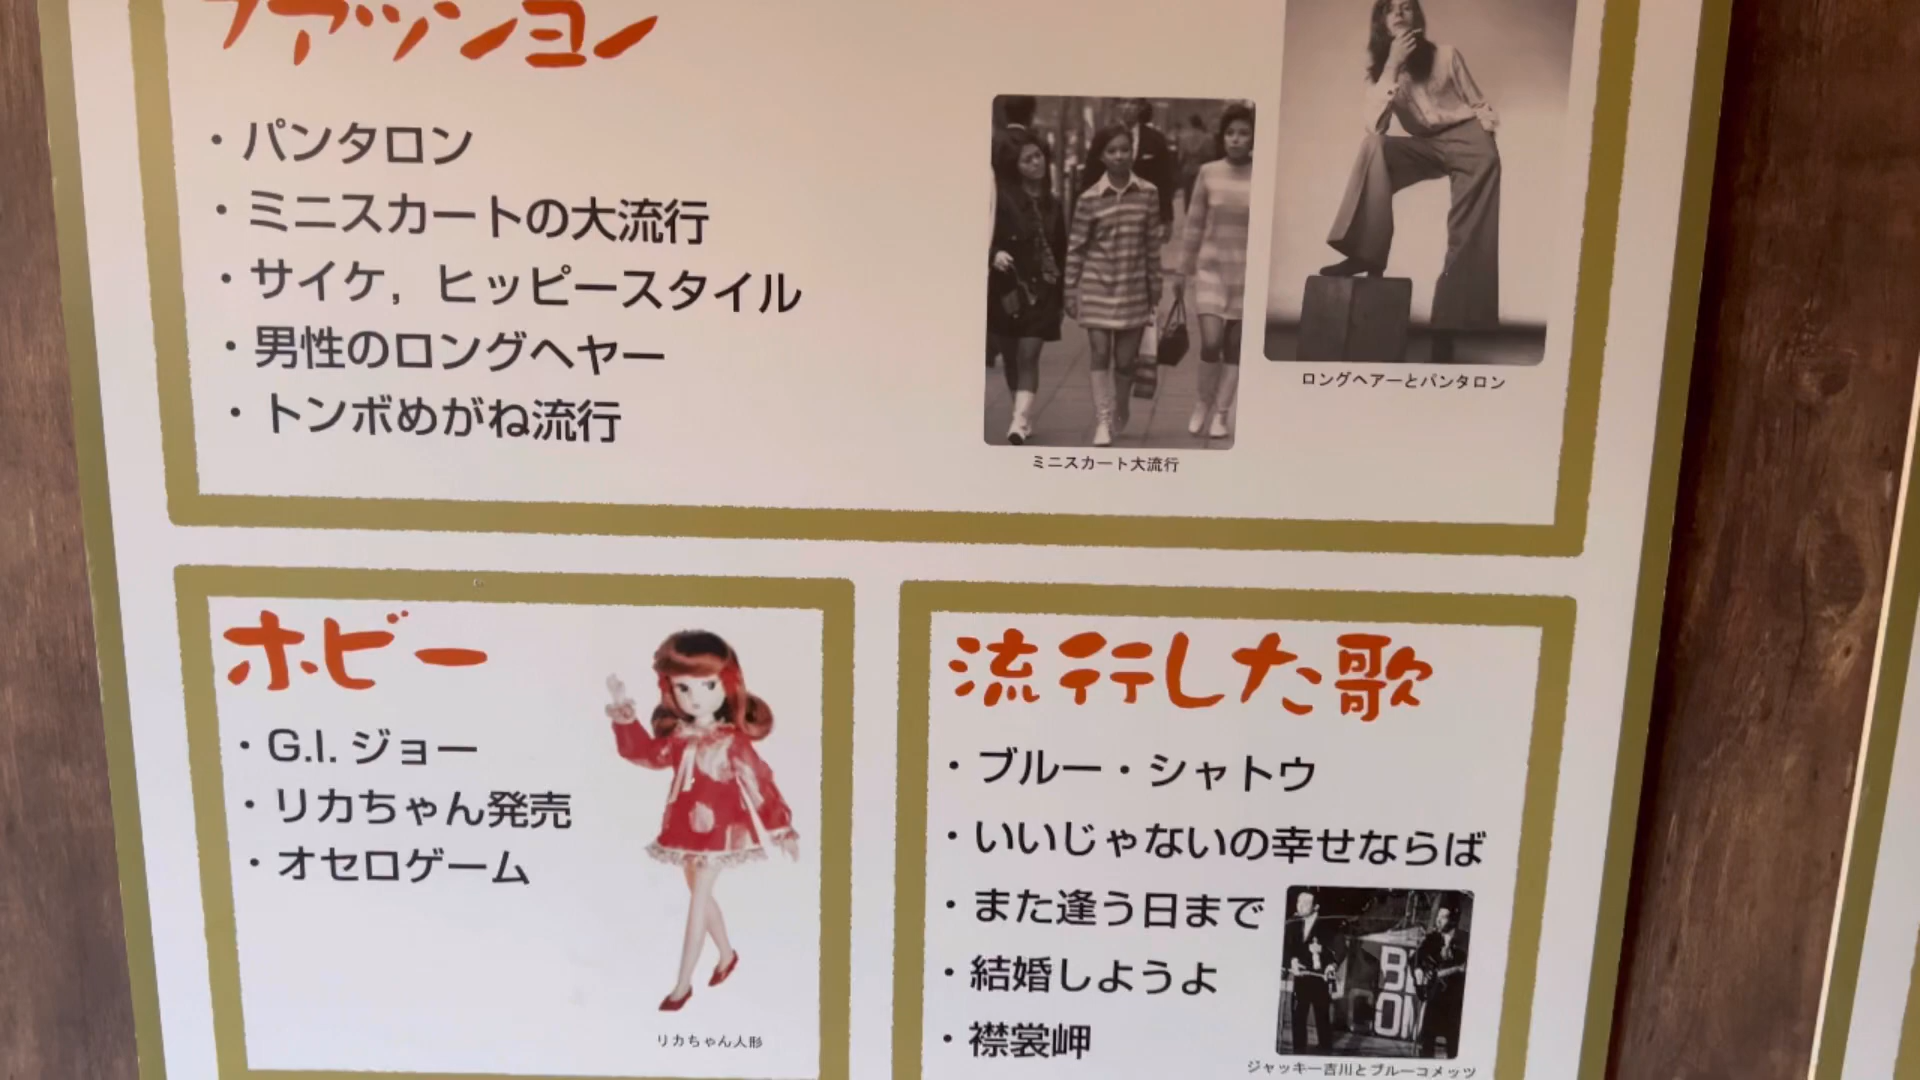 ファッション
・パンタロン
・ミニスカートの大流行
・サイケ，ヒッピースタイル
・男性のロングヘヤー
・トンボめがね流行
ミニスカート大流行
ロングヘアーとパンタロン
ホビー
・G.I. ジョー
・リカちゃん発売
・オセロゲーム
リカちゃん人形
流行した歌
・ブルー・シャトウ
・いいじゃないの幸せならば
・また逢う日まで
・結婚しようよ
・襟裳岬
ジャッキー吉川とブルーコメッツ